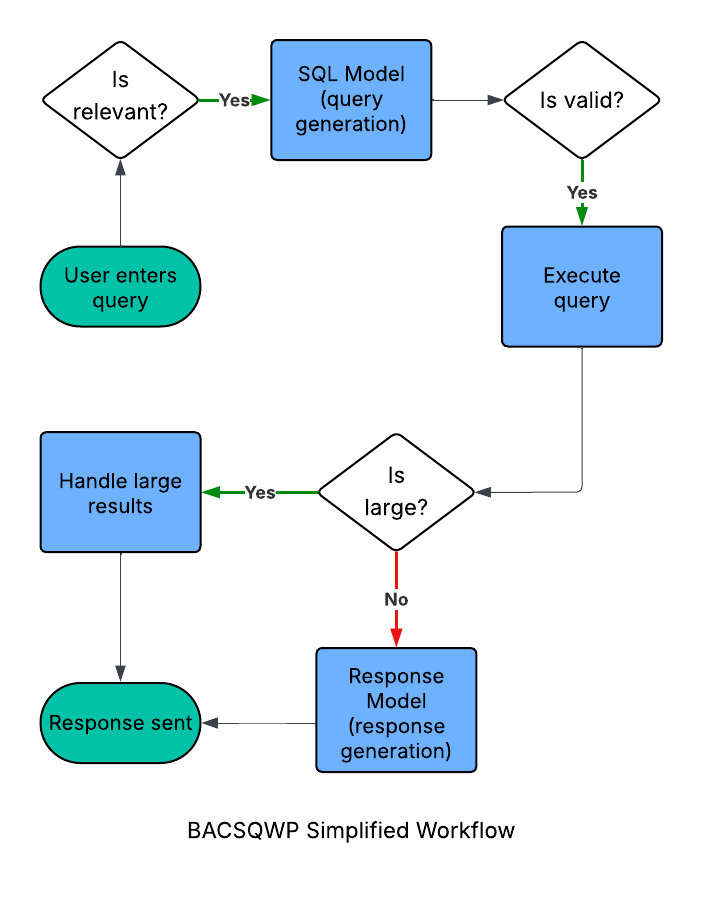 Is
relevant?
Yes
SQL Model
(query
generation)
Is valid?
Yes
User enters
query
Execute
query
Handle large
results
Yes
Is
large?
No
Response
Model
(response
generation)
Response sent
BACSQWP Simplified Workflow